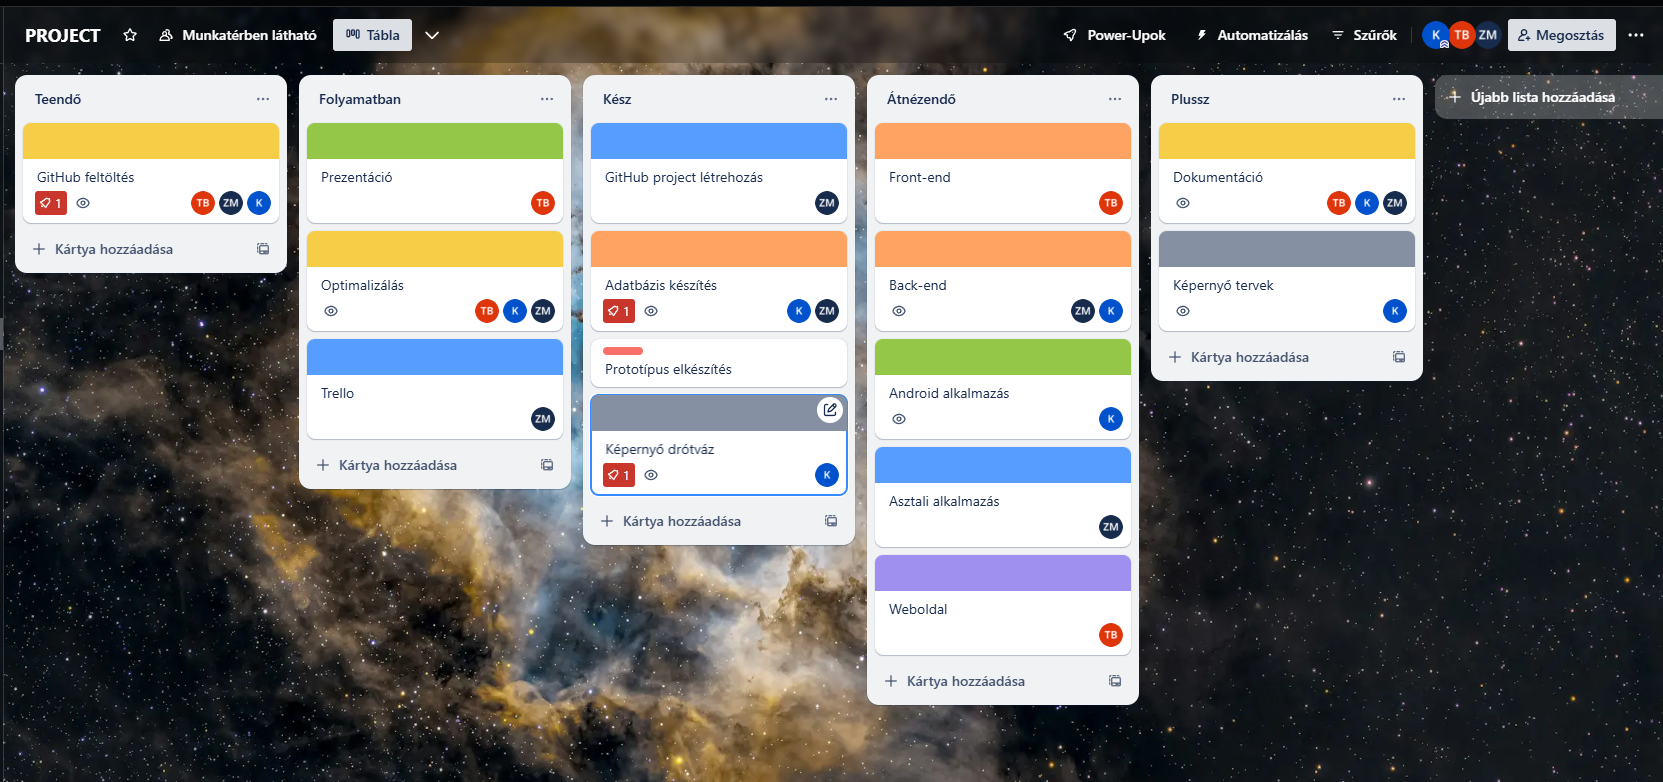 PROJECT
Munkatérben látható
Tábla
Power-Upok
Automatizálás
Szűrők
K
TB
ZM
Megosztás
Teendő
GitHub feltöltés
1
TB
ZM
K
Kártya hozzáadása
Folyamatban
Prezentáció
TB
Optimalizálás
TB
K
ZM
Trello
ZM
Kártya hozzáadása
Kész
GitHub project létrehozás
ZM
Adatbázis készítés
1
K
ZM
Prototípus elkészítés
Képernyő drótváz
1
K
Kártya hozzáadása
Átnézendő
Front-end
TB
Back-end
ZM
K
Android alkalmazás
K
Asztali alkalmazás
ZM
Weboldal
TB
Kártya hozzáadása
Plussz
Dokumentáció
TB
K
ZM
Képernyő tervek
K
Kártya hozzáadása
Újabb lista hozzáadása